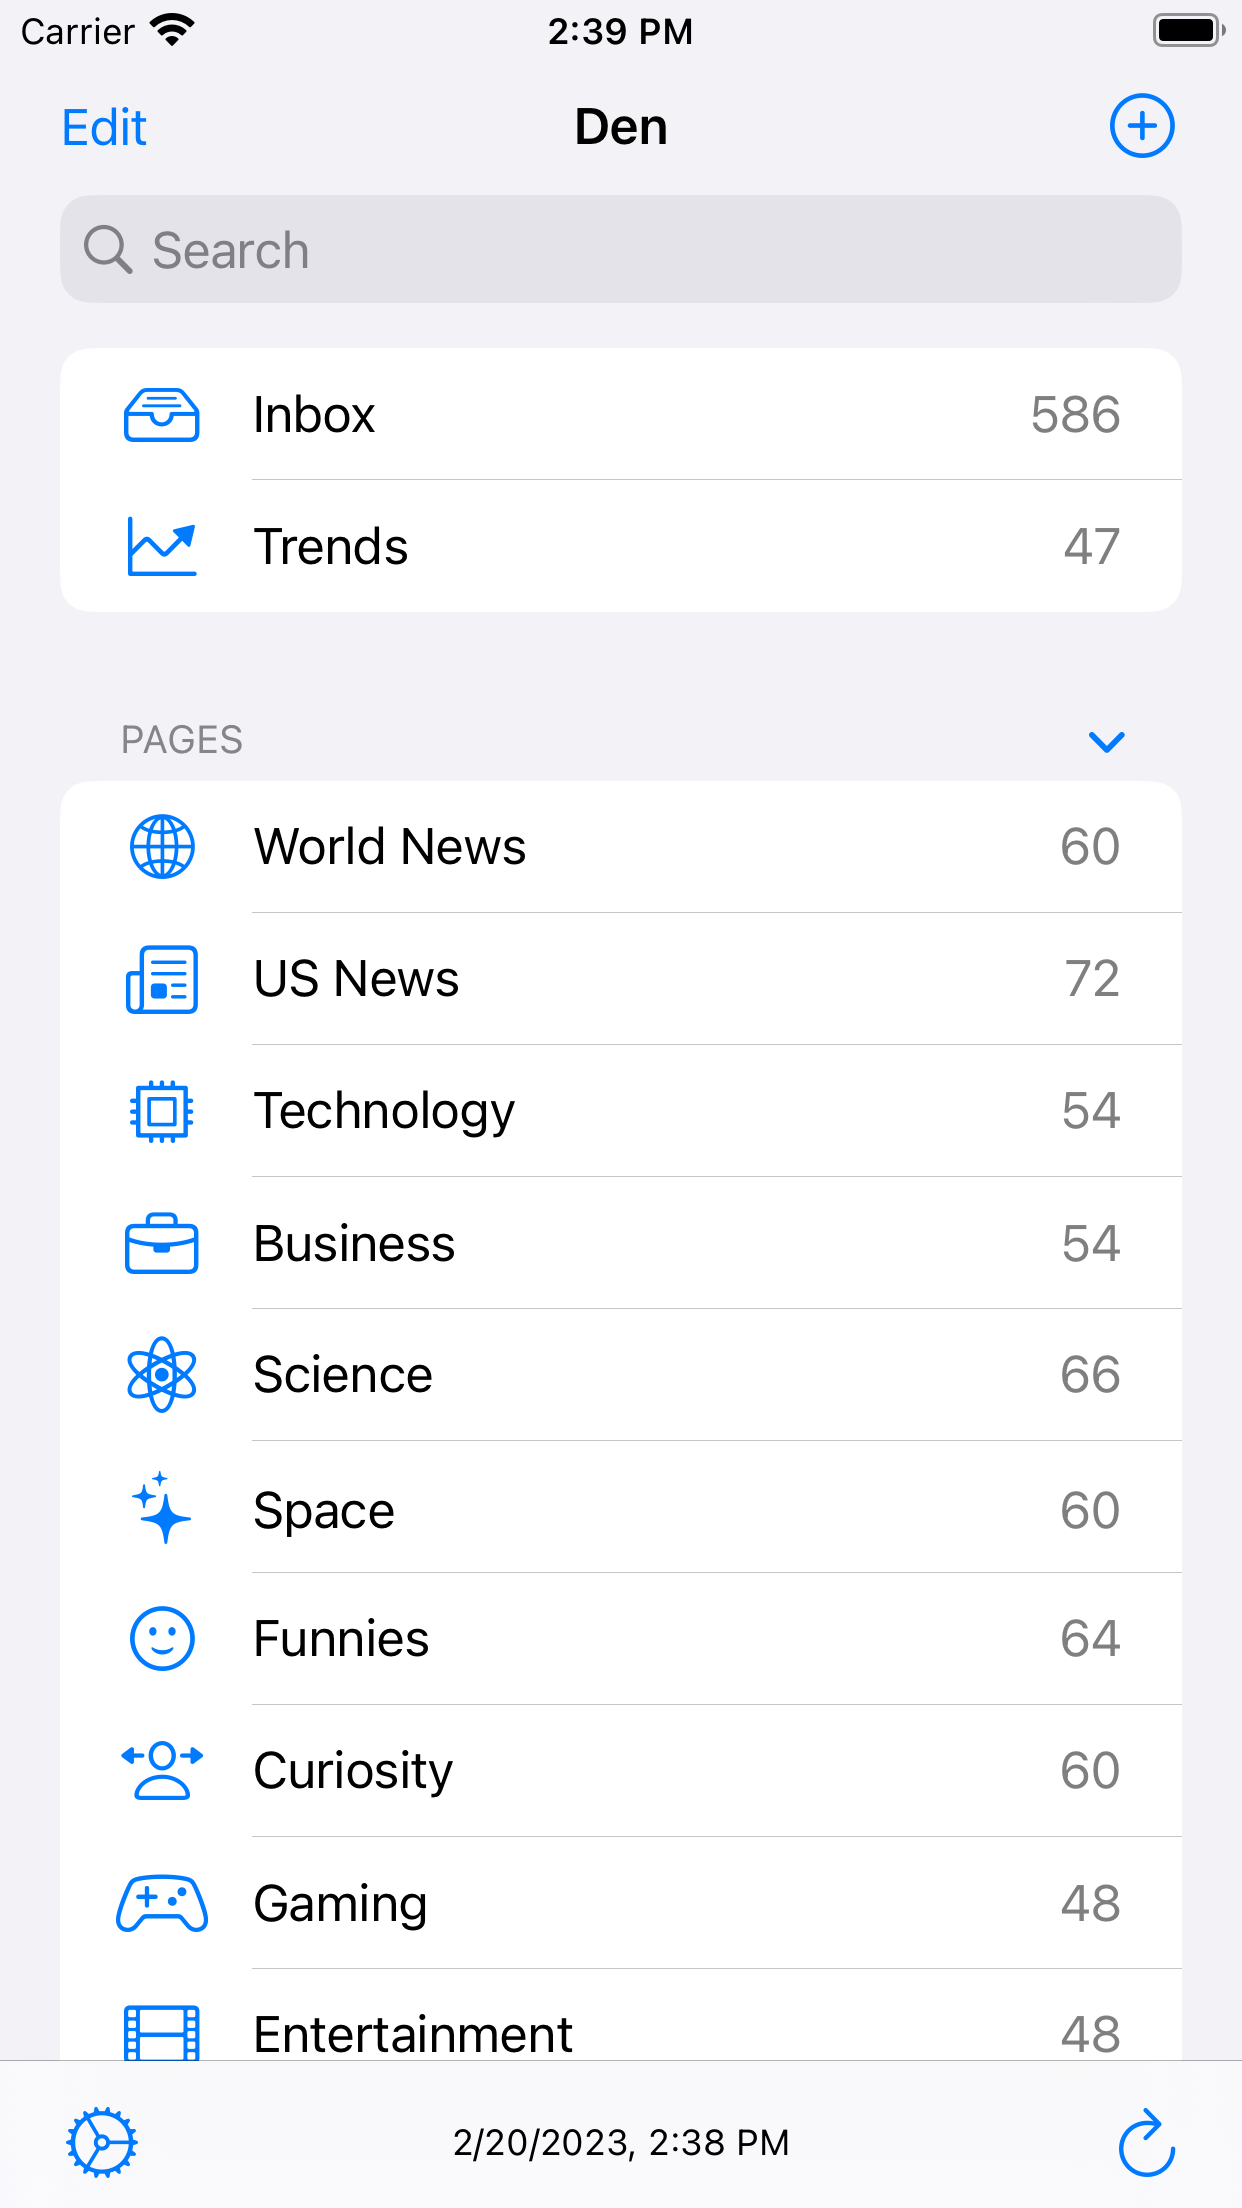 Carrier 2:39 PM
Edit Den
Search
Inbox 586
Trends 47
PAGES
World News 60
US News 72
Technology 54
Business 54
Science 66
Space 60
Funnies 64
Curiosity 60
Gaming 48
Entertainment 48
2/20/2023, 2:38 PM